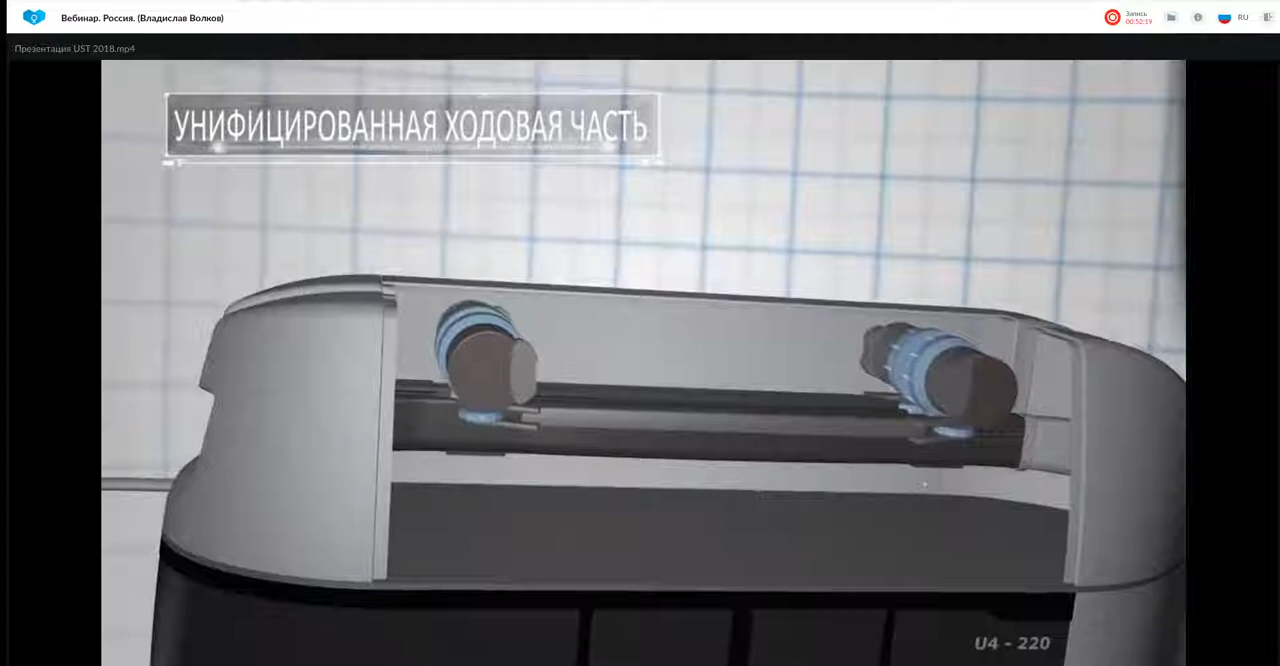 Вебинар. Россия. (Владислав Волков)
Запись
00:52:19
RU
Презентация UST 2018.mp4
УНИФИЦИРОВАННАЯ ХОДОВАЯ ЧАСТЬ
U4 - 220